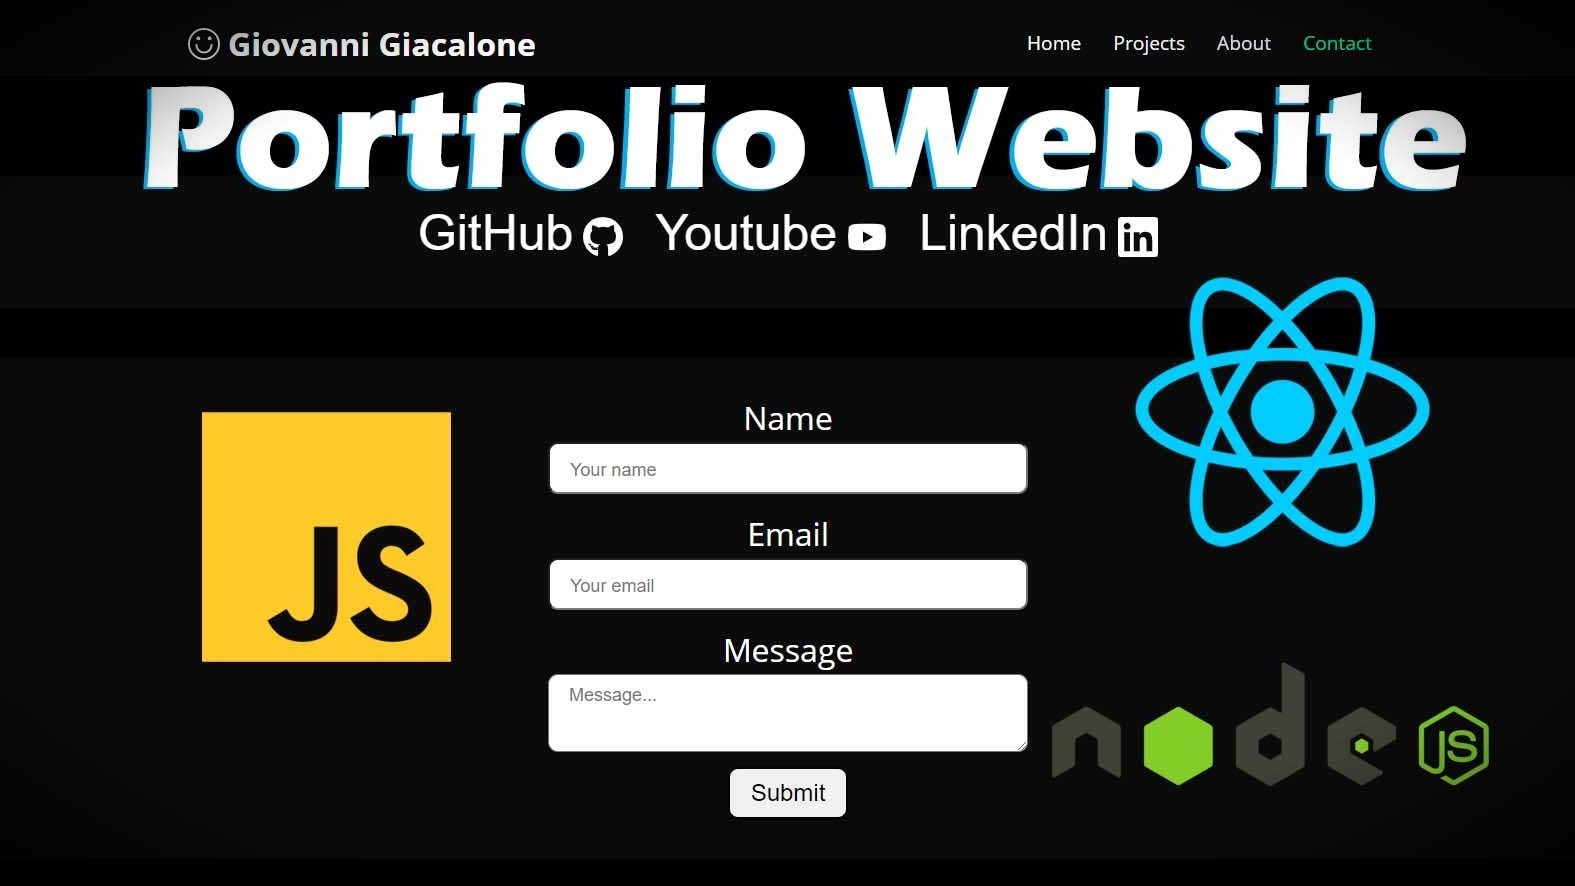 Giovanni Giacalone Home Projects About Contact
Portfolio Website
GitHub Youtube LinkedIn in
Name
Your name
Email
Your email
JS
Message
Message...
node JS
Submit